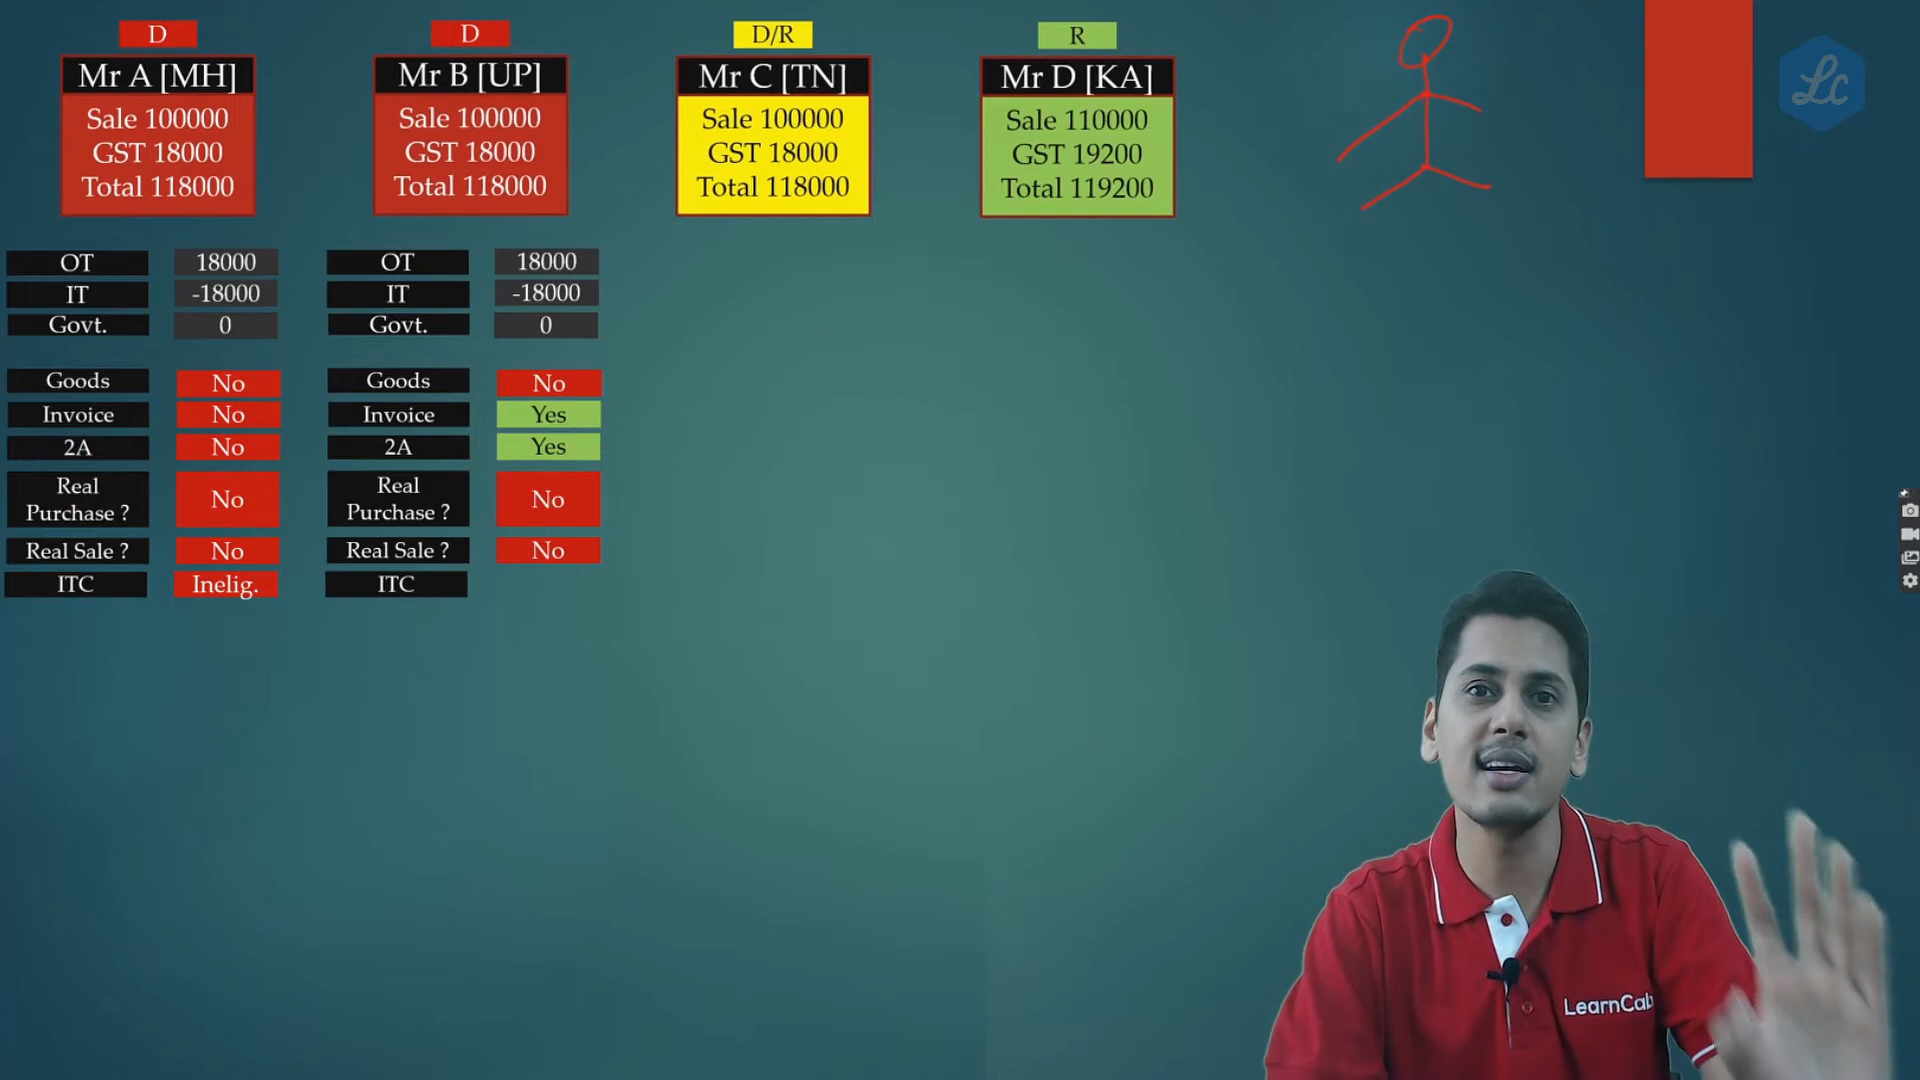 D
Mr A [MH]
Sale 100000
GST 18000
Total 118000
D
Mr B [UP]
Sale 100000
GST 18000
Total 118000
D/R
Mr C [TN]
Sale 100000
GST 18000
Total 118000
R
Mr D [KA]
Sale 110000
GST 19200
Total 119200
Lc
OT 18000
IT -18000
Govt. 0
Goods No
Invoice No
2A No
Real
Purchase ? No
Real Sale ? No
ITC Inelig.
OT 18000
IT -18000
Govt. 0
Goods No
Invoice Yes
2A Yes
Real
Purchase ? No
Real Sale ? No
ITC
LearnCab